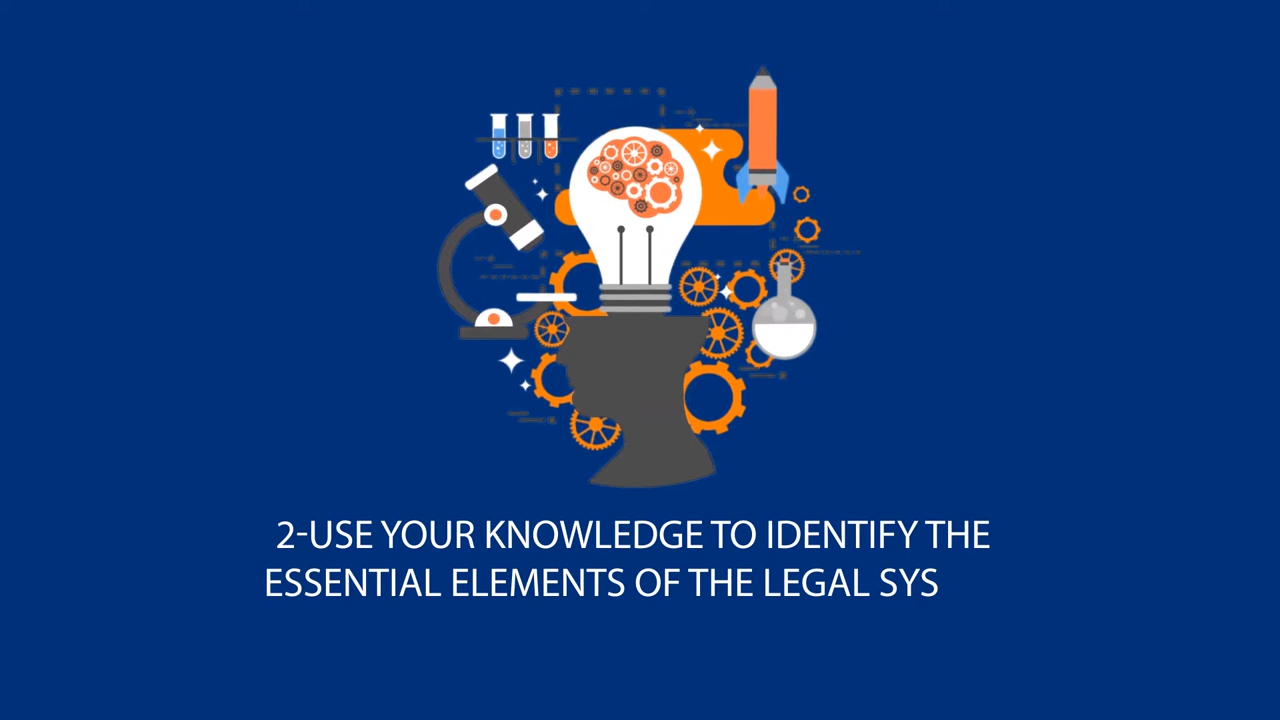 2-USE YOUR KNOWLEDGE TO IDENTIFY THE
ESSENTIAL ELEMENTS OF THE LEGAL SYS